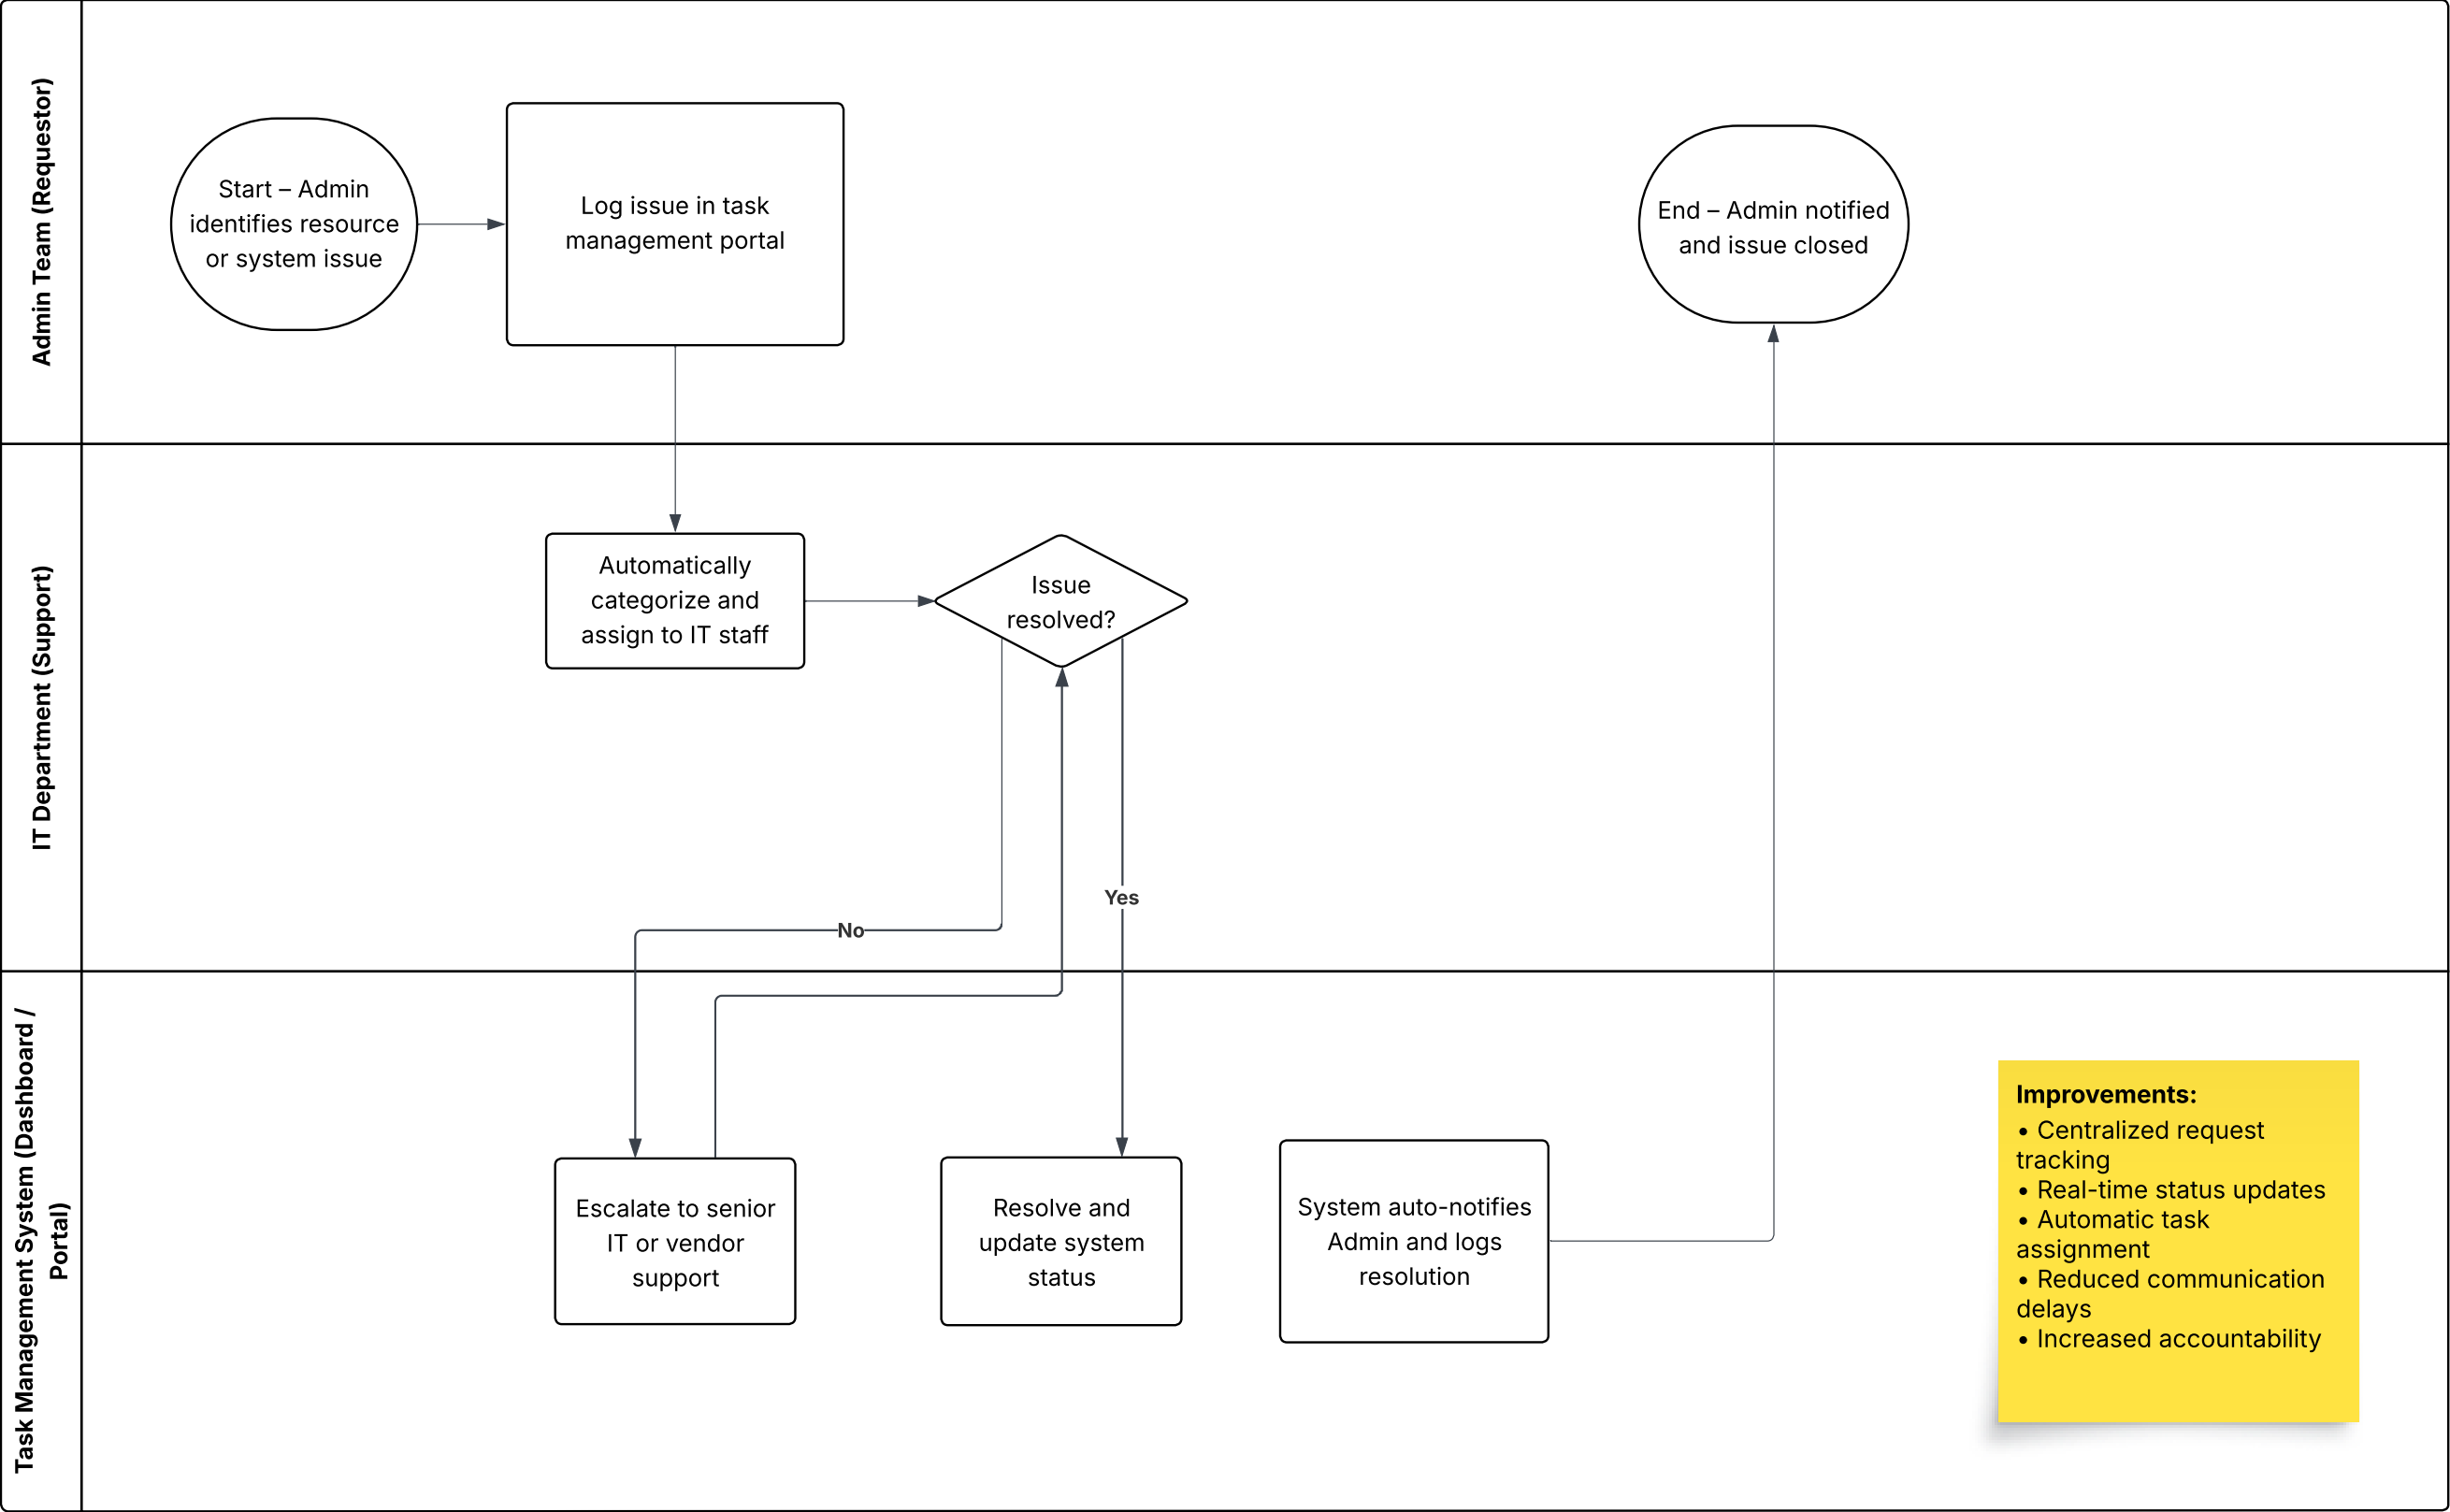 Admin Team (Requestor)
Start – Admin
identifies resource
or system issue
Log issue in task
management portal
End – Admin notified
and issue closed
IT Department (Support)
Automatically
categorize and
assign to IT staff
Issue
resolved?
No
Yes
Task Management System (Dashboard /
Portal)
Escalate to senior
IT or vendor
support
Resolve and
update system
status
System auto-notifies
Admin and logs
resolution
Improvements:
• Centralized request
tracking
• Real-time status updates
• Automatic task
assignment
• Reduced communication
delays
• Increased accountability